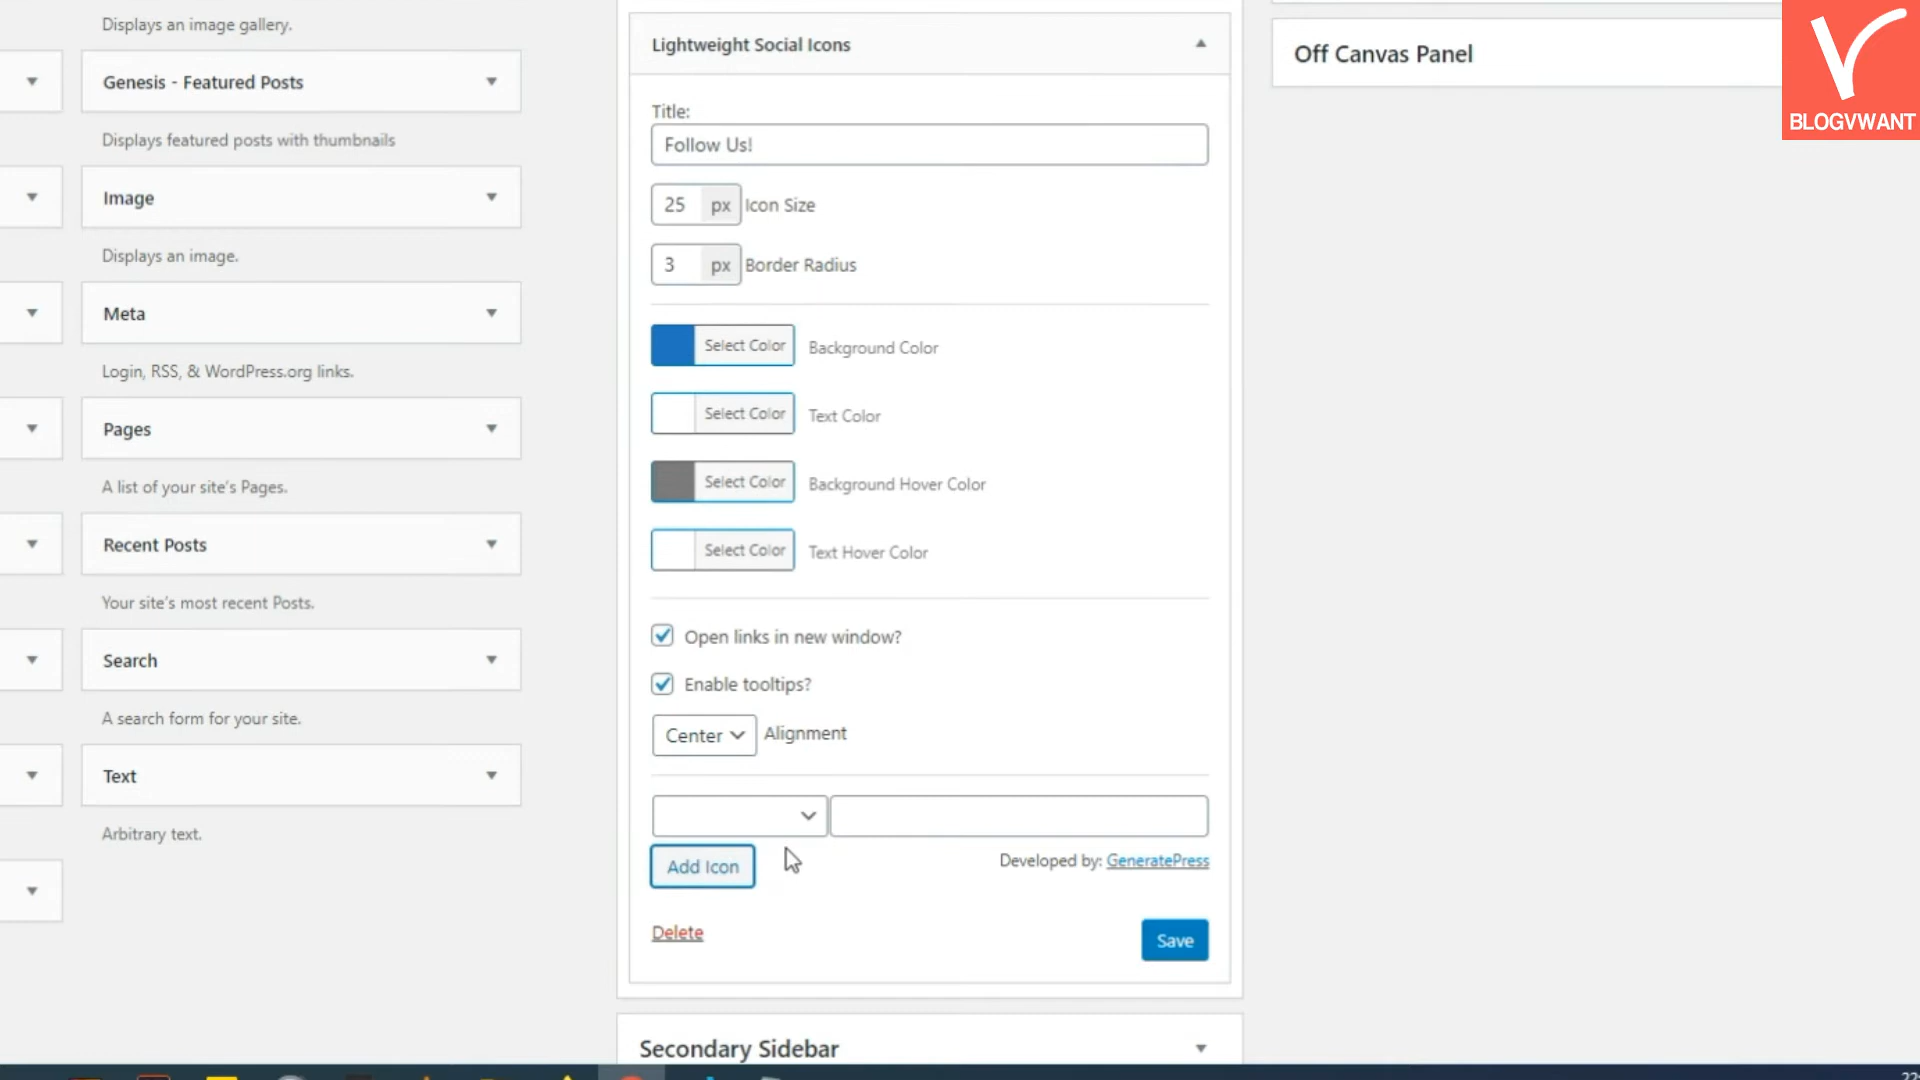 Displays an image gallery.
Genesis - Featured Posts
Displays featured posts with thumbnails
Image
Displays an image.
Meta
Login, RSS, & WordPress.org links.
Pages
A list of your site's Pages.
Recent Posts
Your site's most recent Posts.
Search
A search form for your site.
Text
Arbitrary text.
Lightweight Social Icons
Title:
Follow Us!
25 px Icon Size
3 px Border Radius
Select Color Background Color
Select Color Text Color
Select Color Background Hover Color
Select Color Text Hover Color
Open links in new window?
Enable tooltips?
Center Alignment
Add Icon
Developed by: GeneratePress
Delete
Save
Secondary Sidebar
Off Canvas Panel
BLOGVWANT